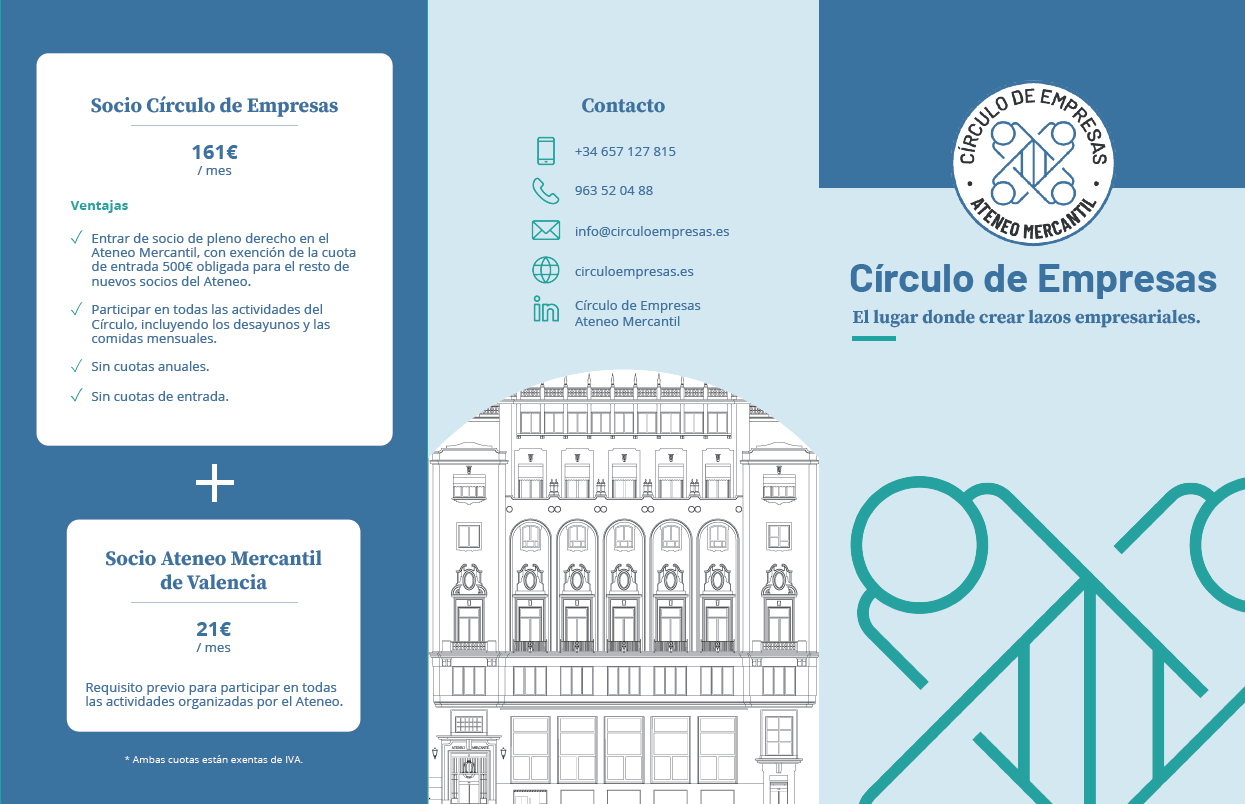 Socio Círculo de Empresas
161€
/ mes
Ventajas
Entrar de socio de pleno derecho en el
Ateneo Mercantil, con exención de la cuota
de entrada 500€ obligada para el resto de
nuevos socios del Ateneo.
Participar en todas las actividades del
Círculo, incluyendo los desayunos y las
comidas mensuales.
Sin cuotas anuales.
Sin cuotas de entrada.
Socio Ateneo Mercantil
de Valencia
21€
/ mes
Requisito previo para participar en todas
las actividades organizadas por el Ateneo.
* Ambas cuotas están exentas de IVA.
Contacto
+34 657 127 815
963 52 04 88
info@circuloempresas.es
circuloempresas.es
in
Círculo de Empresas
Ateneo Mercantil
ATENEO MERCANTIL
CÍRCULO DE EMPRESAS
• ATENEO MERCANTIL •
Círculo de Empresas
El lugar donde crear lazos empresariales.